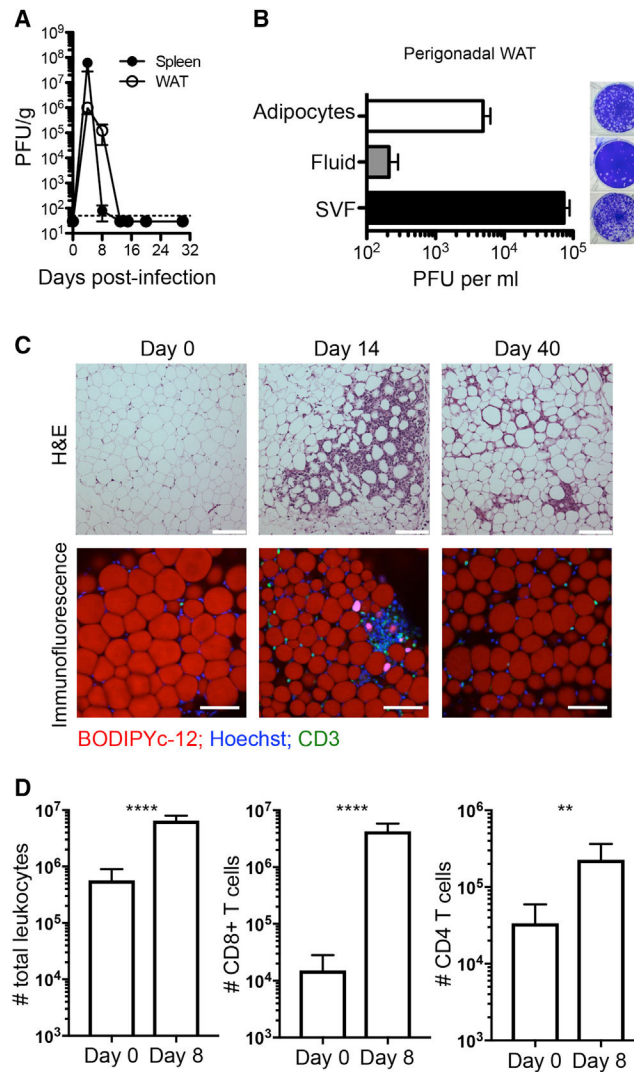 A
PFU/g
10⁹
10⁸
10⁷
10⁶
10⁵
10⁴
10³
10²
10¹
Spleen
WAT
0 8 16 24 32
Days post-infection
B
Perigonadal WAT
Adipocytes
Fluid
SVF
10² 10³ 10⁴ 10⁵
PFU per ml
C
Day 0 Day 14 Day 40
H&E
Immunofluorescence
BODIPYc-12; Hoechst; CD3
D
# total leukocytes
10⁷
10⁶
10⁵
10⁴
10³
****
Day 0 Day 8
# CD8+ T cells
10⁷
10⁶
10⁵
10⁴
10³
****
Day 0 Day 8
# CD4 T cells
10⁶
10⁵
10⁴
10³
**
Day 0 Day 8